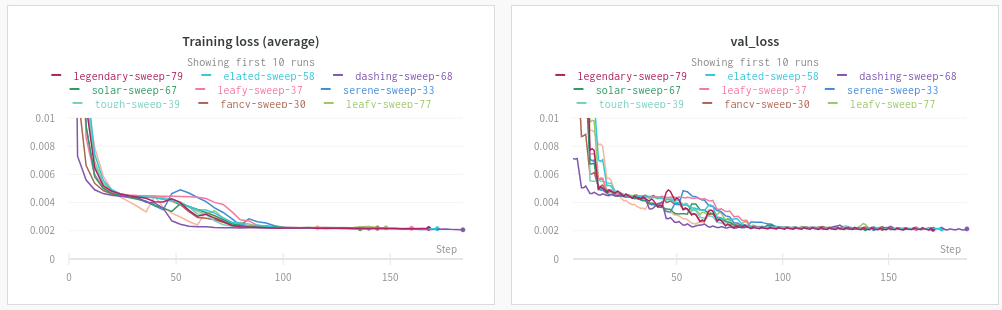 Training loss (average)
Showing first 10 runs
legendary-sweep-79 elated-sweep-58 dashing-sweep-68
solar-sweep-67 leafy-sweep-37 serene-sweep-33
tough-sweep-39 fancy-sweep-30 leafy-sweep-77
0.01
0.008
0.006
0.004
0.002
0
Step
0 50 100 150
val_loss
Showing first 10 runs
legendary-sweep-79 elated-sweep-58 dashing-sweep-68
solar-sweep-67 leafy-sweep-37 serene-sweep-33
tough-sweep-39 fancy-sweep-30 leafy-sweep-77
0.01
0.008
0.006
0.004
0.002
0
Step
50 100 150